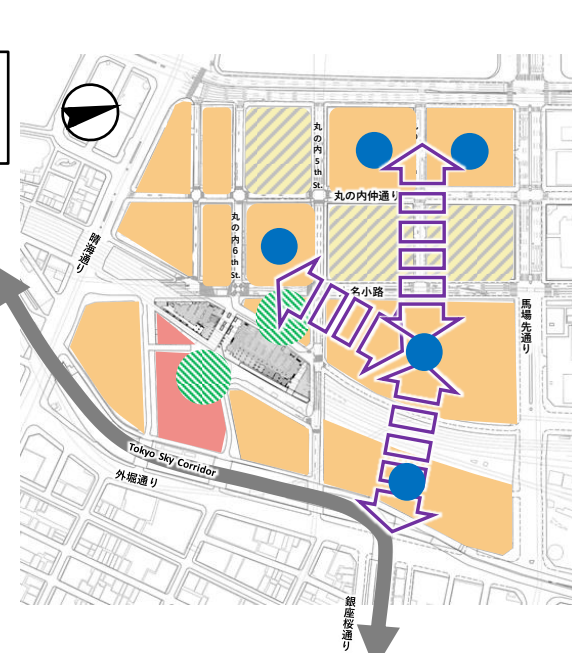 丸の内5th St.
丸の内仲通り
丸の内6th St.
晴海通り
名小路
馬場先通り
Tokyo Sky Corridor
外堀通り
銀座桜通り